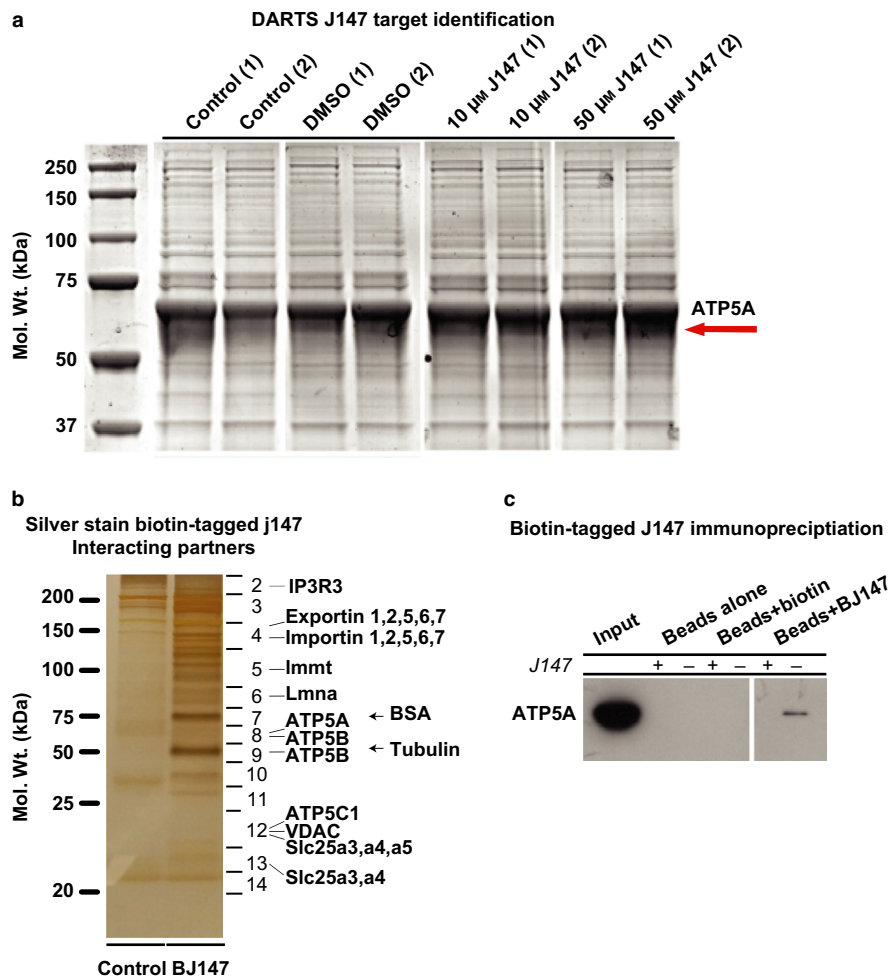 a
DARTS J147 target identification
Control (1)
Control (2)
DMSO (1)
DMSO (2)
10 µM J147 (1)
10 µM J147 (2)
50 µM J147 (1)
50 µM J147 (2)
Mol. Wt. (kDa)
250
150
100
75
50
37
ATP5A
b
Silver stain biotin-tagged j147
Interacting partners
Mol. Wt. (kDa)
200
150
100
75
50
25
20
2
3
4
5
6
7
8
9
10
11
12
13
14
IP3R3
Exportin 1,2,5,6,7
Importin 1,2,5,6,7
Immt
Lmna
ATP5A
ATP5B
ATP5B
BSA
Tubulin
ATP5C1
VDAC
Slc25a3,a4,a5
Slc25a3,a4
Control BJ147
c
Biotin-tagged J147 immunopreciptiation
Input
Beads alone
Beads+biotin
Beads+BJ147
J147 + – + – + –
ATP5A